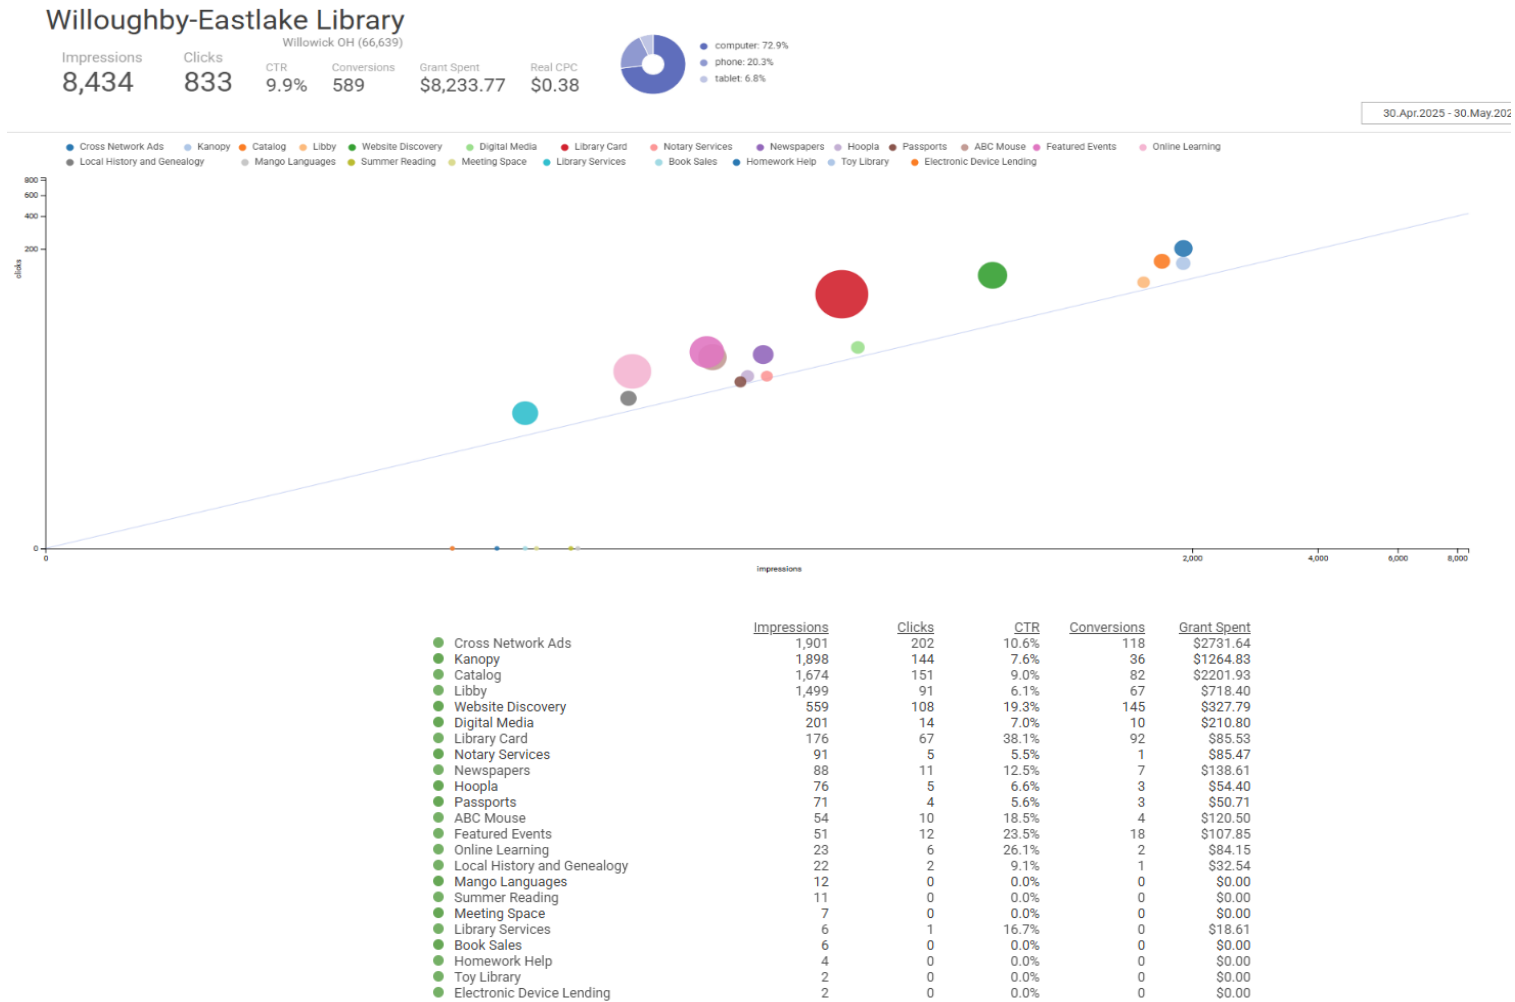 Willoughby-Eastlake Library
Willowick OH (66,639)
Impressions Clicks CTR Conversions Grant Spent Real CPC
8,434 833 9.9% 589 $8,233.77 $0.38
computer: 72.9%
phone: 20.3%
tablet: 6.8%
30.Apr.2025 - 30.May.202
Cross Network Ads Kanopy Catalog Libby Website Discovery Digital Media Library Card Notary Services Newspapers Hoopla Passports ABC Mouse Featured Events Online Learning
Local History and Genealogy Mango Languages Summer Reading Meeting Space Library Services Book Sales Homework Help Toy Library Electronic Device Lending
800
600
400
200
clicks
0
0 2,000 4,000 6,000 8,000
impressions
Impressions Clicks CTR Conversions Grant Spent
Cross Network Ads 1,901 202 10.6% 118 $2731.64
Kanopy 1,898 144 7.6% 36 $1264.83
Catalog 1,674 151 9.0% 82 $2201.93
Libby 1,499 91 6.1% 67 $718.40
Website Discovery 559 108 19.3% 145 $327.79
Digital Media 201 14 7.0% 10 $210.80
Library Card 176 67 38.1% 92 $85.53
Notary Services 91 5 5.5% 1 $85.47
Newspapers 88 11 12.5% 7 $138.61
Hoopla 76 5 6.6% 3 $54.40
Passports 71 4 5.6% 3 $50.71
ABC Mouse 54 10 18.5% 4 $120.50
Featured Events 51 12 23.5% 18 $107.85
Online Learning 23 6 26.1% 2 $84.15
Local History and Genealogy 22 2 9.1% 1 $32.54
Mango Languages 12 0 0.0% 0 $0.00
Summer Reading 11 0 0.0% 0 $0.00
Meeting Space 7 0 0.0% 0 $0.00
Library Services 6 1 16.7% 0 $18.61
Book Sales 6 0 0.0% 0 $0.00
Homework Help 4 0 0.0% 0 $0.00
Toy Library 2 0 0.0% 0 $0.00
Electronic Device Lending 2 0 0.0% 0 $0.00